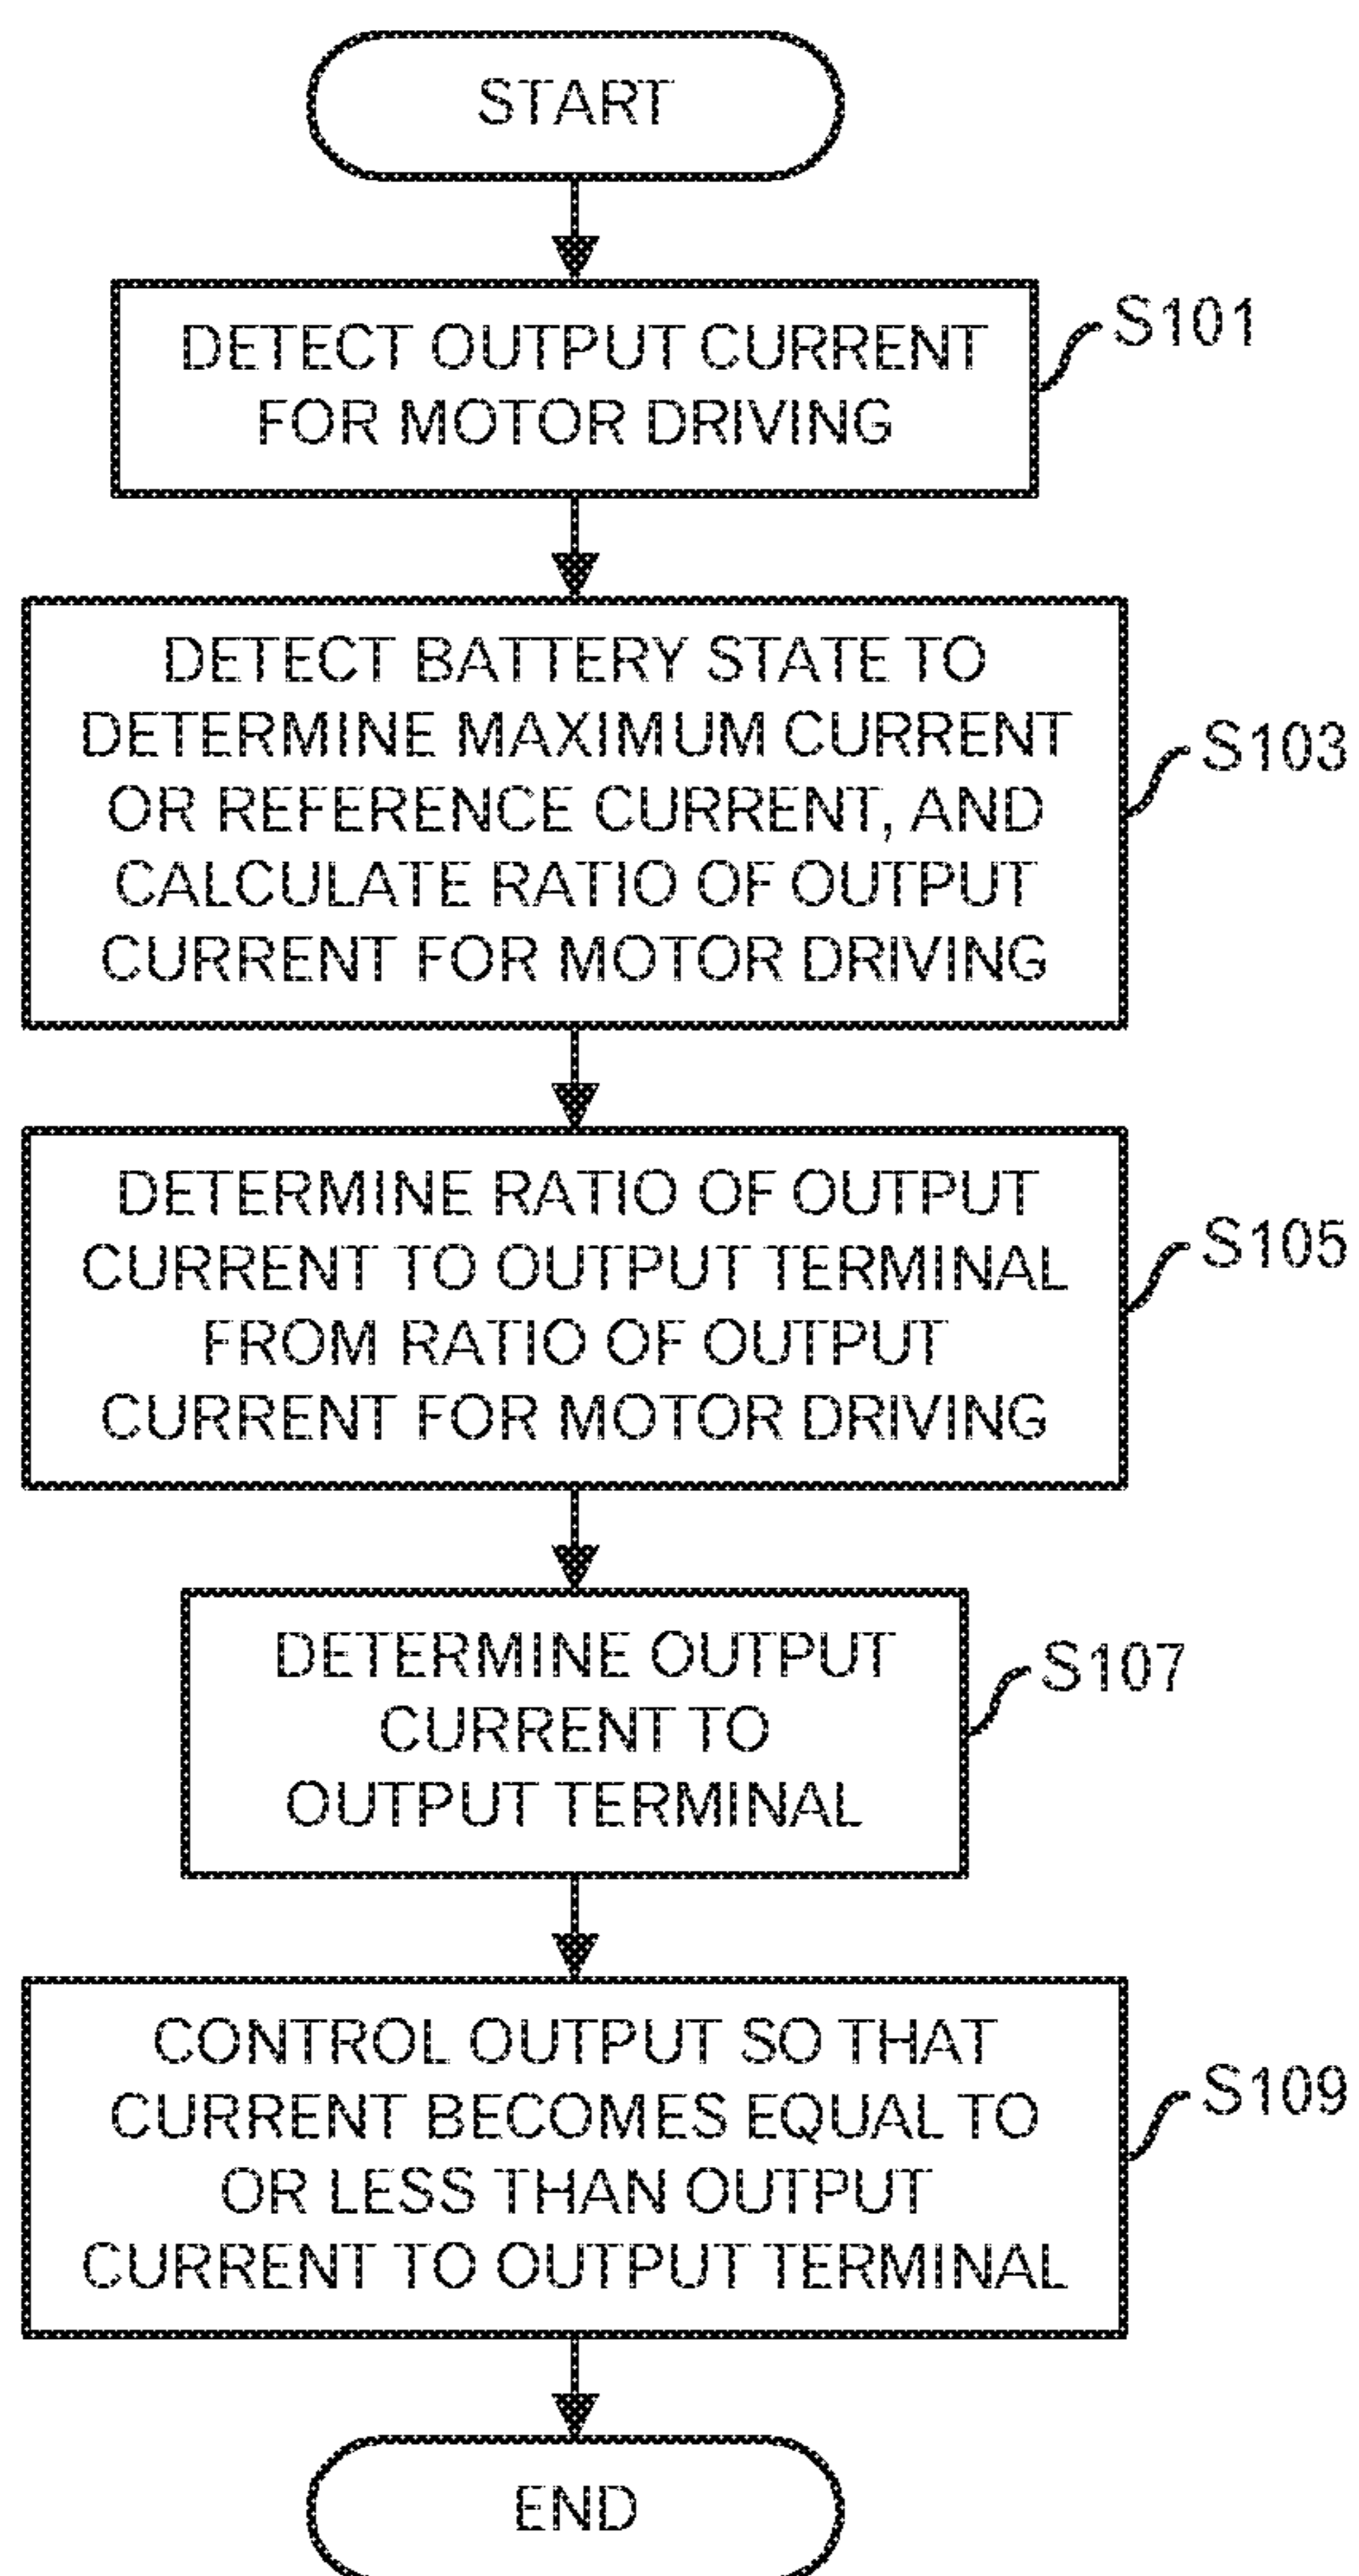 START
DETECT OUTPUT CURRENT
FOR MOTOR DRIVING
S101
DETECT BATTERY STATE TO
DETERMINE MAXIMUM CURRENT
OR REFERENCE CURRENT, AND
CALCULATE RATIO OF OUTPUT
CURRENT FOR MOTOR DRIVING
S103
DETERMINE RATIO OF OUTPUT
CURRENT TO OUTPUT TERMINAL
FROM RATIO OF OUTPUT
CURRENT FOR MOTOR DRIVING
S105
DETERMINE OUTPUT
CURRENT TO
OUTPUT TERMINAL
S107
CONTROL OUTPUT SO THAT
CURRENT BECOMES EQUAL TO
OR LESS THAN OUTPUT
CURRENT TO OUTPUT TERMINAL
S109
END